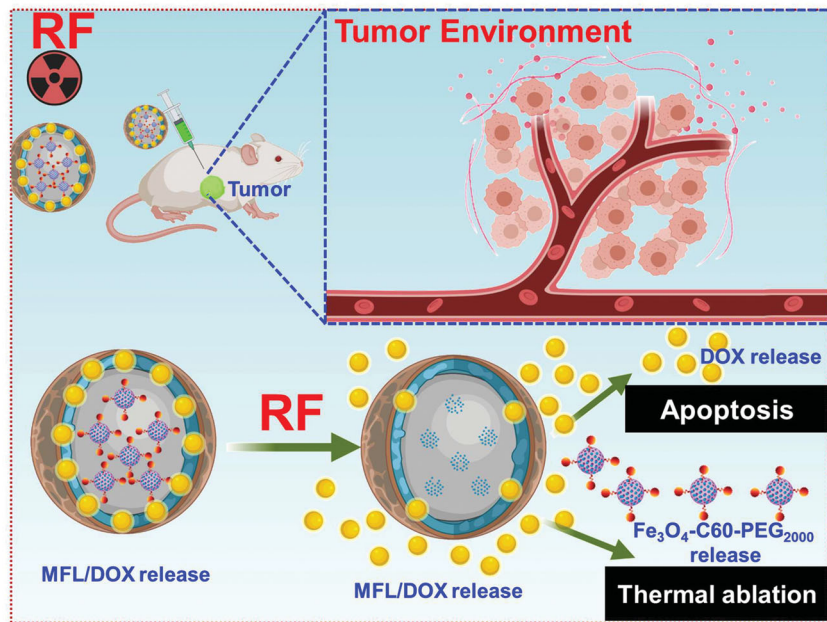 RF
Tumor Environment
Tumor
RF
DOX release
Apoptosis
Fe₃O₄-C60-PEG₂₀₀₀
release
MFL/DOX release
MFL/DOX release
Thermal ablation